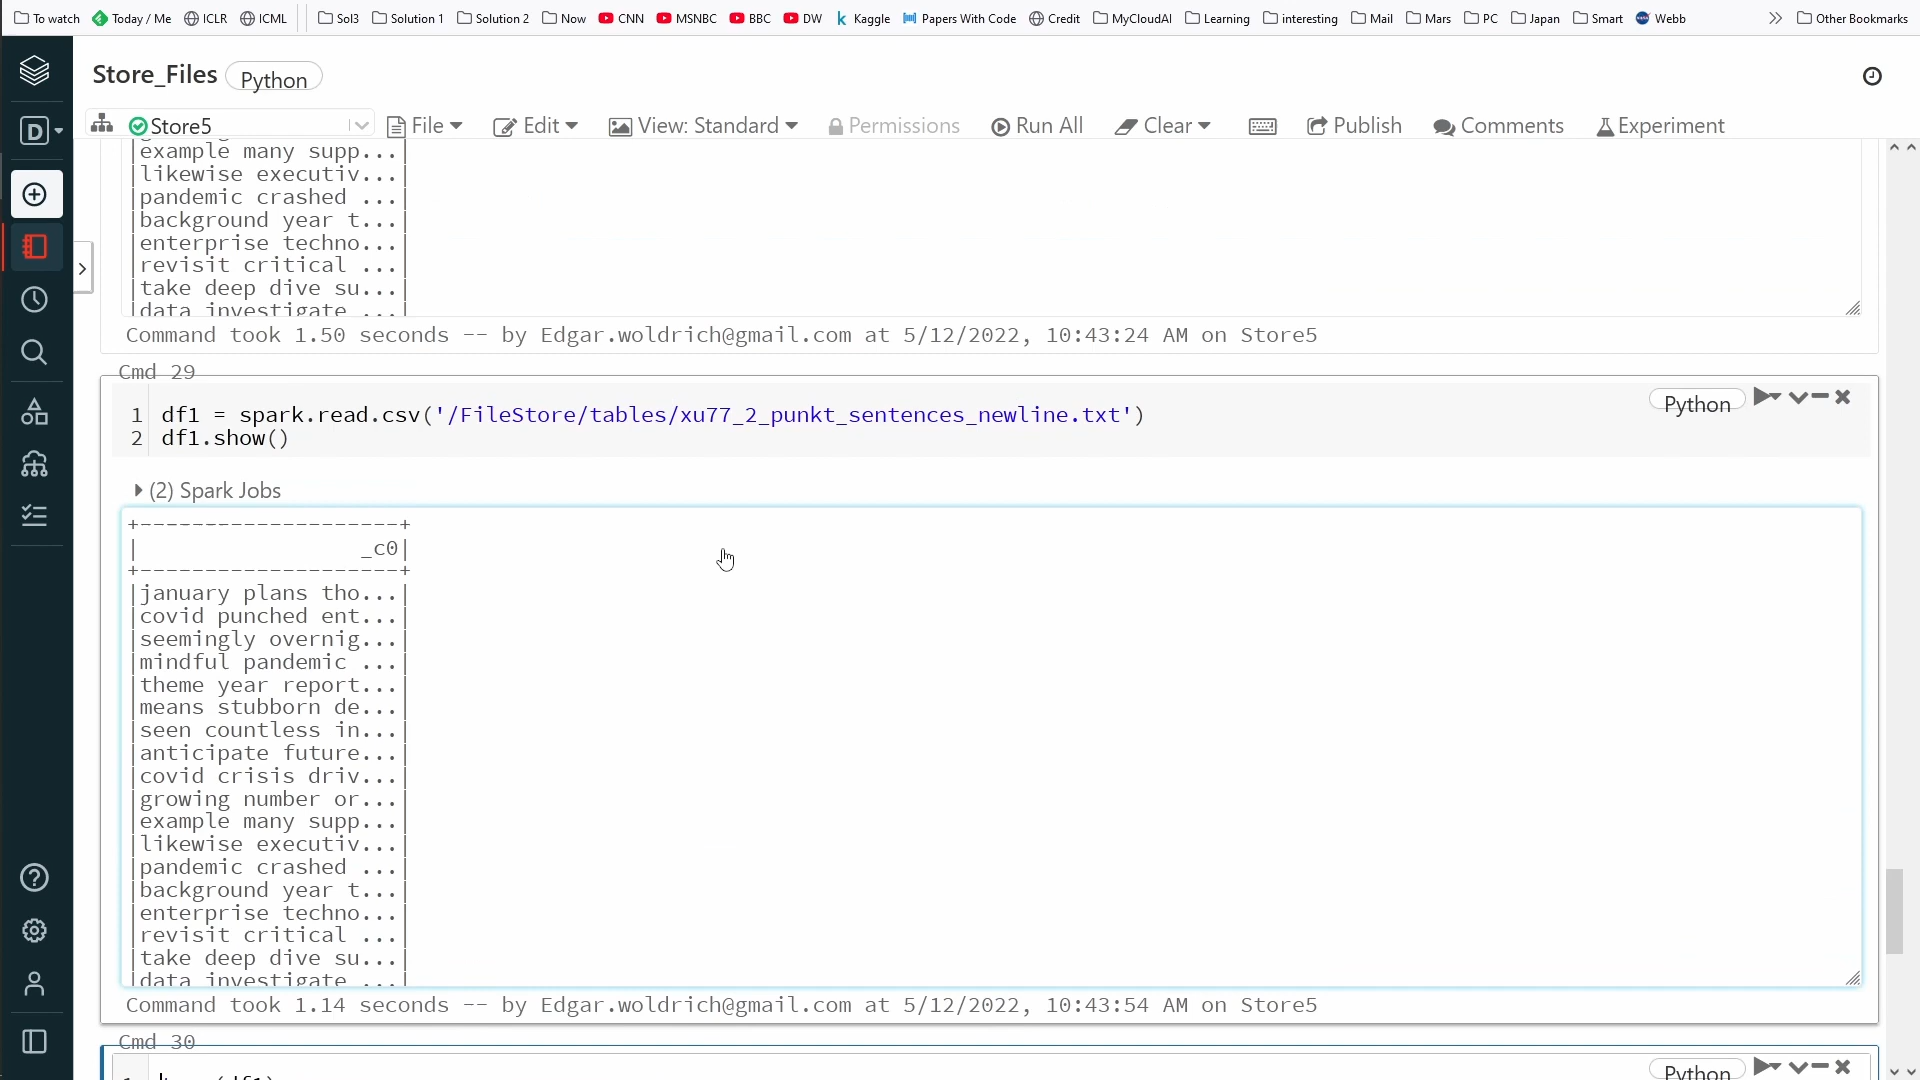 To watch Today / Me ICLR ICML Sol3 Solution 1 Solution 2 Now CNN MSNBC BBC DW Kaggle Papers With Code Credit MyCloudAI Learning interesting Mail Mars PC Japan Smart Webb Other Bookmarks
Store_Files Python
D
Store5 File Edit View: Standard Permissions Run All Clear Publish Comments Experiment
|example many supp...|
|likewise executiv...|
|pandemic crashed ...|
|background year t...|
|enterprise techno...|
|revisit critical ...|
|take deep dive su...|
|data investigate ...|
Command took 1.50 seconds -- by Edgar.woldrich@gmail.com at 5/12/2022, 10:43:24 AM on Store5
Cmd 29
Python
1 df1 = spark.read.csv('/FileStore/tables/xu77_2_punkt_sentences_newline.txt')
2 df1.show()
(2) Spark Jobs
+--------------------+
| _c0|
+--------------------+
|january plans tho...|
|covid punched ent...|
|seemingly overnig...|
|mindful pandemic ...|
|theme year report...|
|means stubborn de...|
|seen countless in...|
|anticipate future...|
|covid crisis driv...|
|growing number or...|
|example many supp...|
|likewise executiv...|
|pandemic crashed ...|
|background year t...|
|enterprise techno...|
|revisit critical ...|
|take deep dive su...|
|data investigate ...|
Command took 1.14 seconds -- by Edgar.woldrich@gmail.com at 5/12/2022, 10:43:54 AM on Store5
Cmd 30
Python